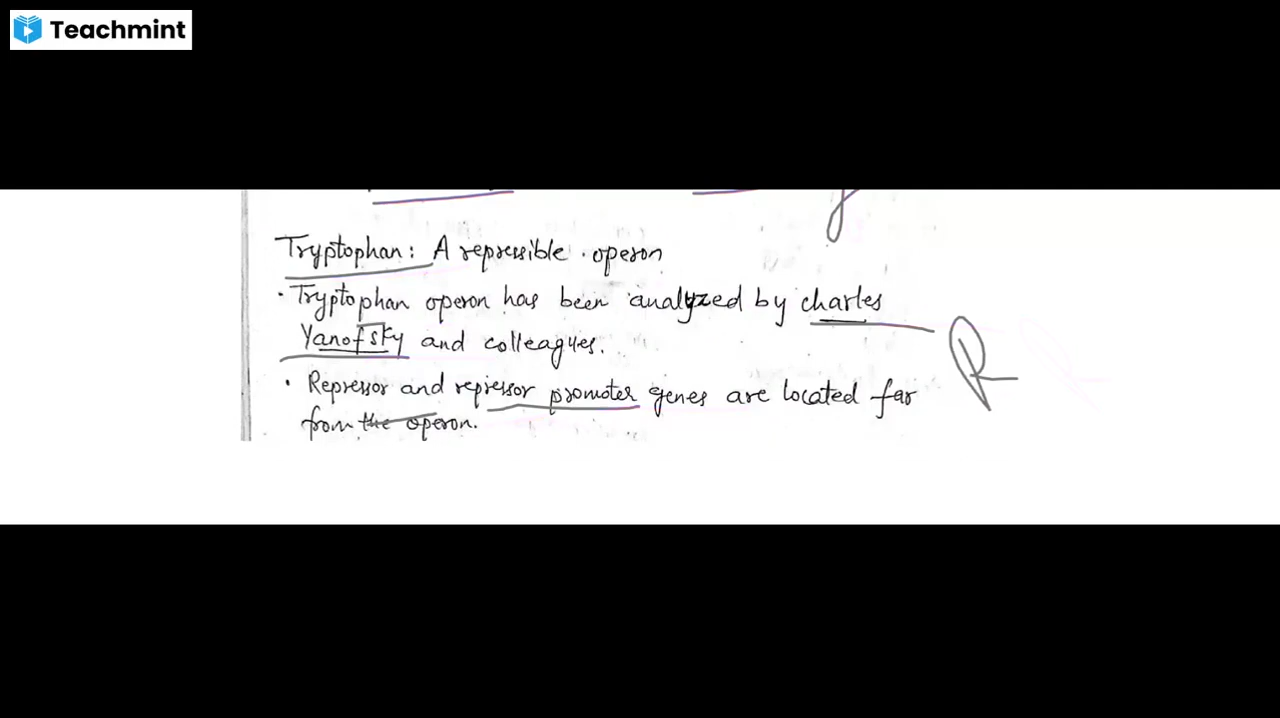 Teachmint
Tryptophan: A repressible operon
• Tryptophan operon has been analyzed by charles
Yanofsky and colleagues.
• Repressor and repressor promoter genes are located far
from the operon.
R